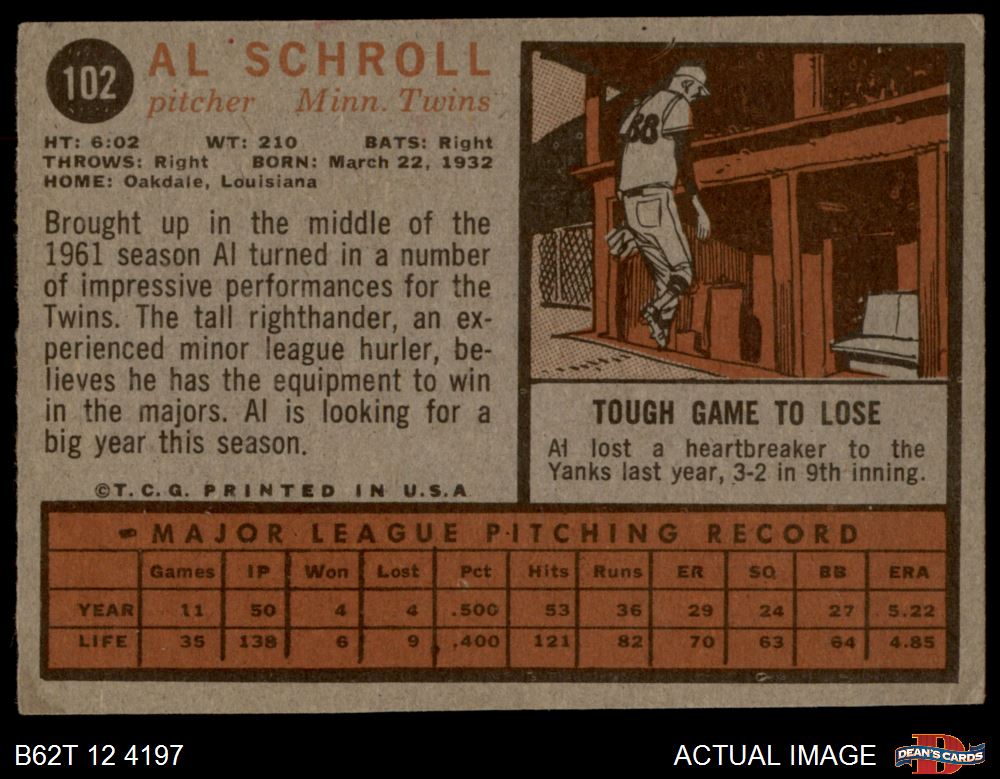 102
AL SCHROLL
pitcher Minn. Twins
HT: 6:02 WT: 210 BATS: Right
THROWS: Right BORN: March 22, 1932
HOME: Oakdale, Louisiana
Brought up in the middle of the
1961 season Al turned in a number
of impressive performances for the
Twins. The tall righthander, an ex-
perienced minor league hurler, be-
lieves he has the equipment to win
in the majors. Al is looking for a
big year this season.
©T.C.G. PRINTED IN U.S.A
88
TOUGH GAME TO LOSE
Al lost a heartbreaker to the
Yanks last year, 3-2 in 9th inning.
MAJOR LEAGUE PITCHING RECORD
Games IP Won Lost Pct Hits Runs ER SO BB ERA
YEAR 11 50 4 4 .500 53 36 29 24 27 5.22
LIFE 35 138 6 9 .400 121 82 70 63 64 4.85
B62T 12 4197
ACTUAL IMAGE
D
DEAN'S CARDS